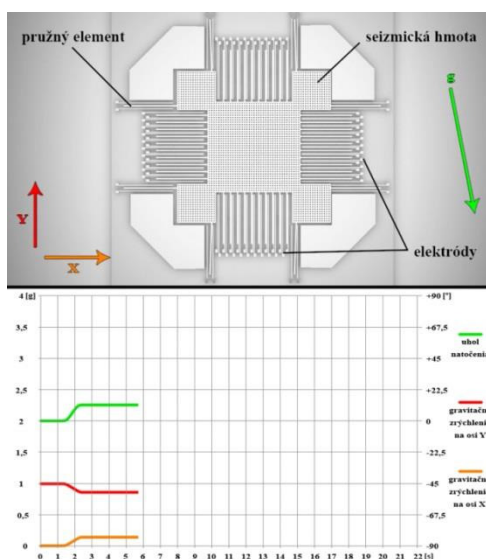 pružný element
seizmická hmota
g
Y
X
elektródy
4 [g]
+90 [°]
3,5
+67,5
uhol
natočenia
3
+45
2,5
+22,5
2
0
gravitačn
zrýchleni
na osi Y
1,5
-22,5
1
-45
gravitačn
zrýchleni
na osi X
0,5
-67,5
0
-90
0 1 2 3 4 5 6 7 8 9 10 11 12 13 14 15 16 17 18 19 20 21 22 [s]